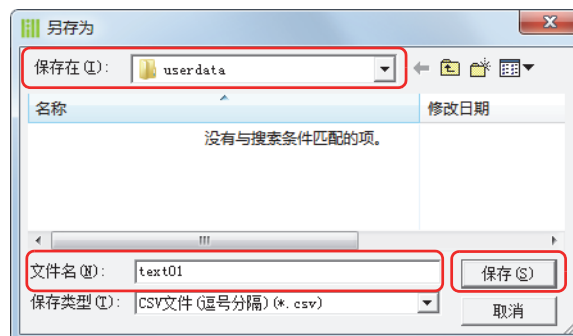 另存为
保存在(I): userdata
名称 修改日期
没有与搜索条件匹配的项。
文件名(N): text01 保存(S)
保存类型(T): CSV文件(逗号分隔)(*.csv) 取消